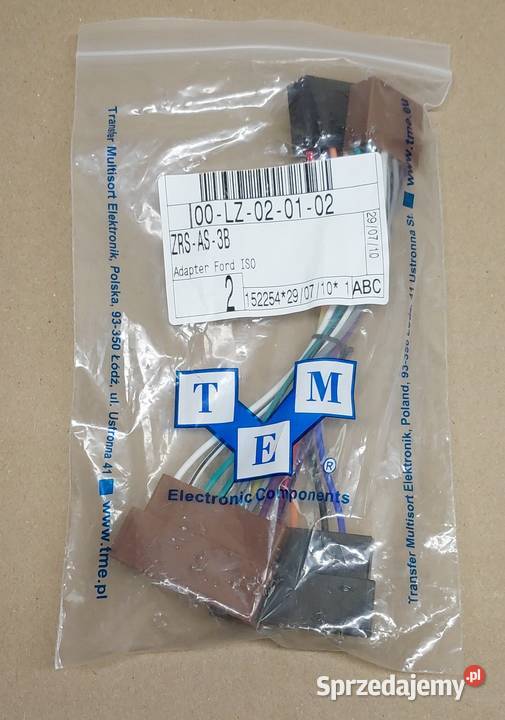 00-LZ-02-01-02
ZRS-AS-3B
Adapter Ford ISO
2
152254*29/07/10* 1
ABC
29/07/10
Transfer Multisort Elektronik, Polska, 93-350 Łódź, ul. Ustronna 41 www.tme.pl
T M
E ®
Electronic Components
Transfer Multisort Elektronik, Poland, 93-350 Łódź, 41 Ustronna St. www.tme.eu
Sprzedajemy.pl